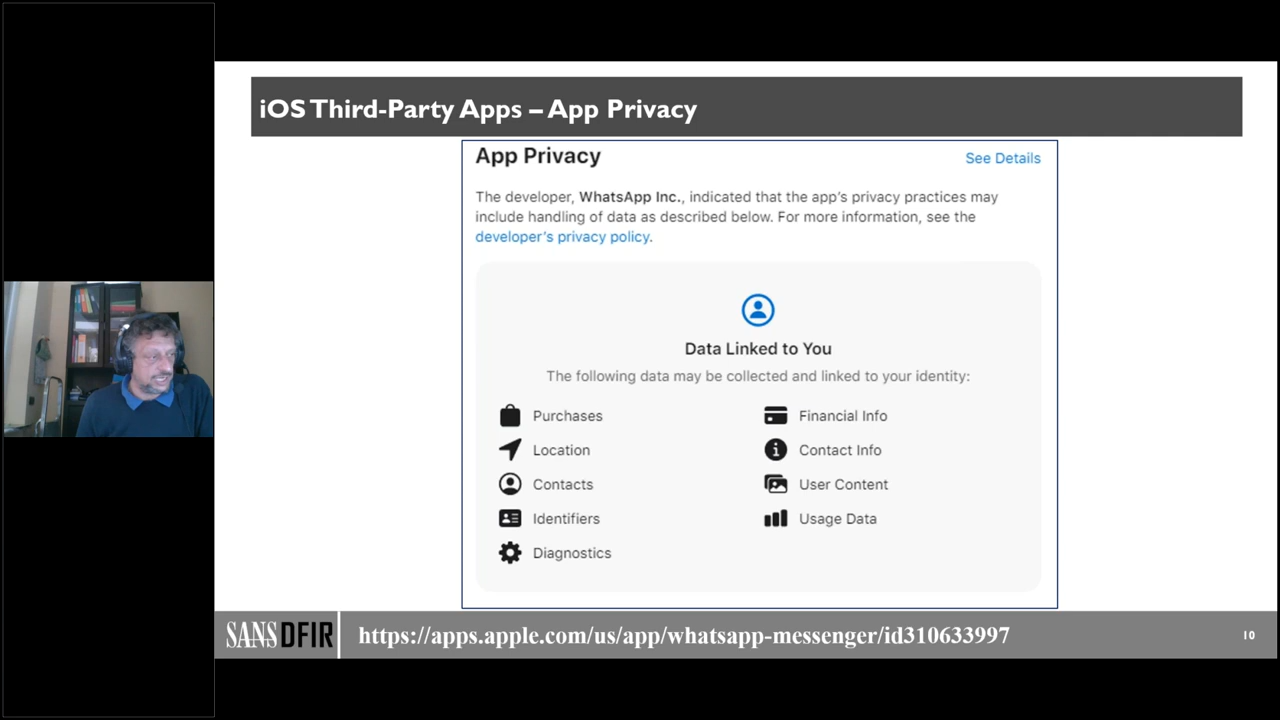 iOS Third-Party Apps – App Privacy
App Privacy
See Details
The developer, WhatsApp Inc., indicated that the app's privacy practices may
include handling of data as described below. For more information, see the
developer's privacy policy.
Data Linked to You
The following data may be collected and linked to your identity:
Purchases
Financial Info
Location
Contact Info
Contacts
User Content
Identifiers
Usage Data
Diagnostics
SANS DFIR
https://apps.apple.com/us/app/whatsapp-messenger/id310633997
10